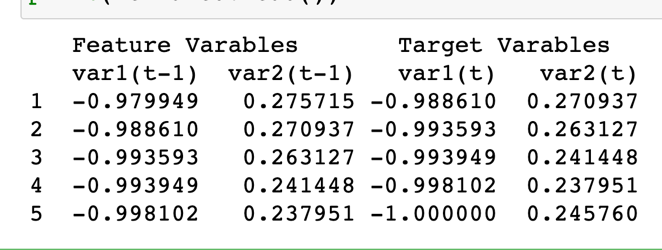 Feature Varables Target Varables
var1(t-1) var2(t-1) var1(t) var2(t)
1 -0.979949 0.275715 -0.988610 0.270937
2 -0.988610 0.270937 -0.993593 0.263127
3 -0.993593 0.263127 -0.993949 0.241448
4 -0.993949 0.241448 -0.998102 0.237951
5 -0.998102 0.237951 -1.000000 0.245760